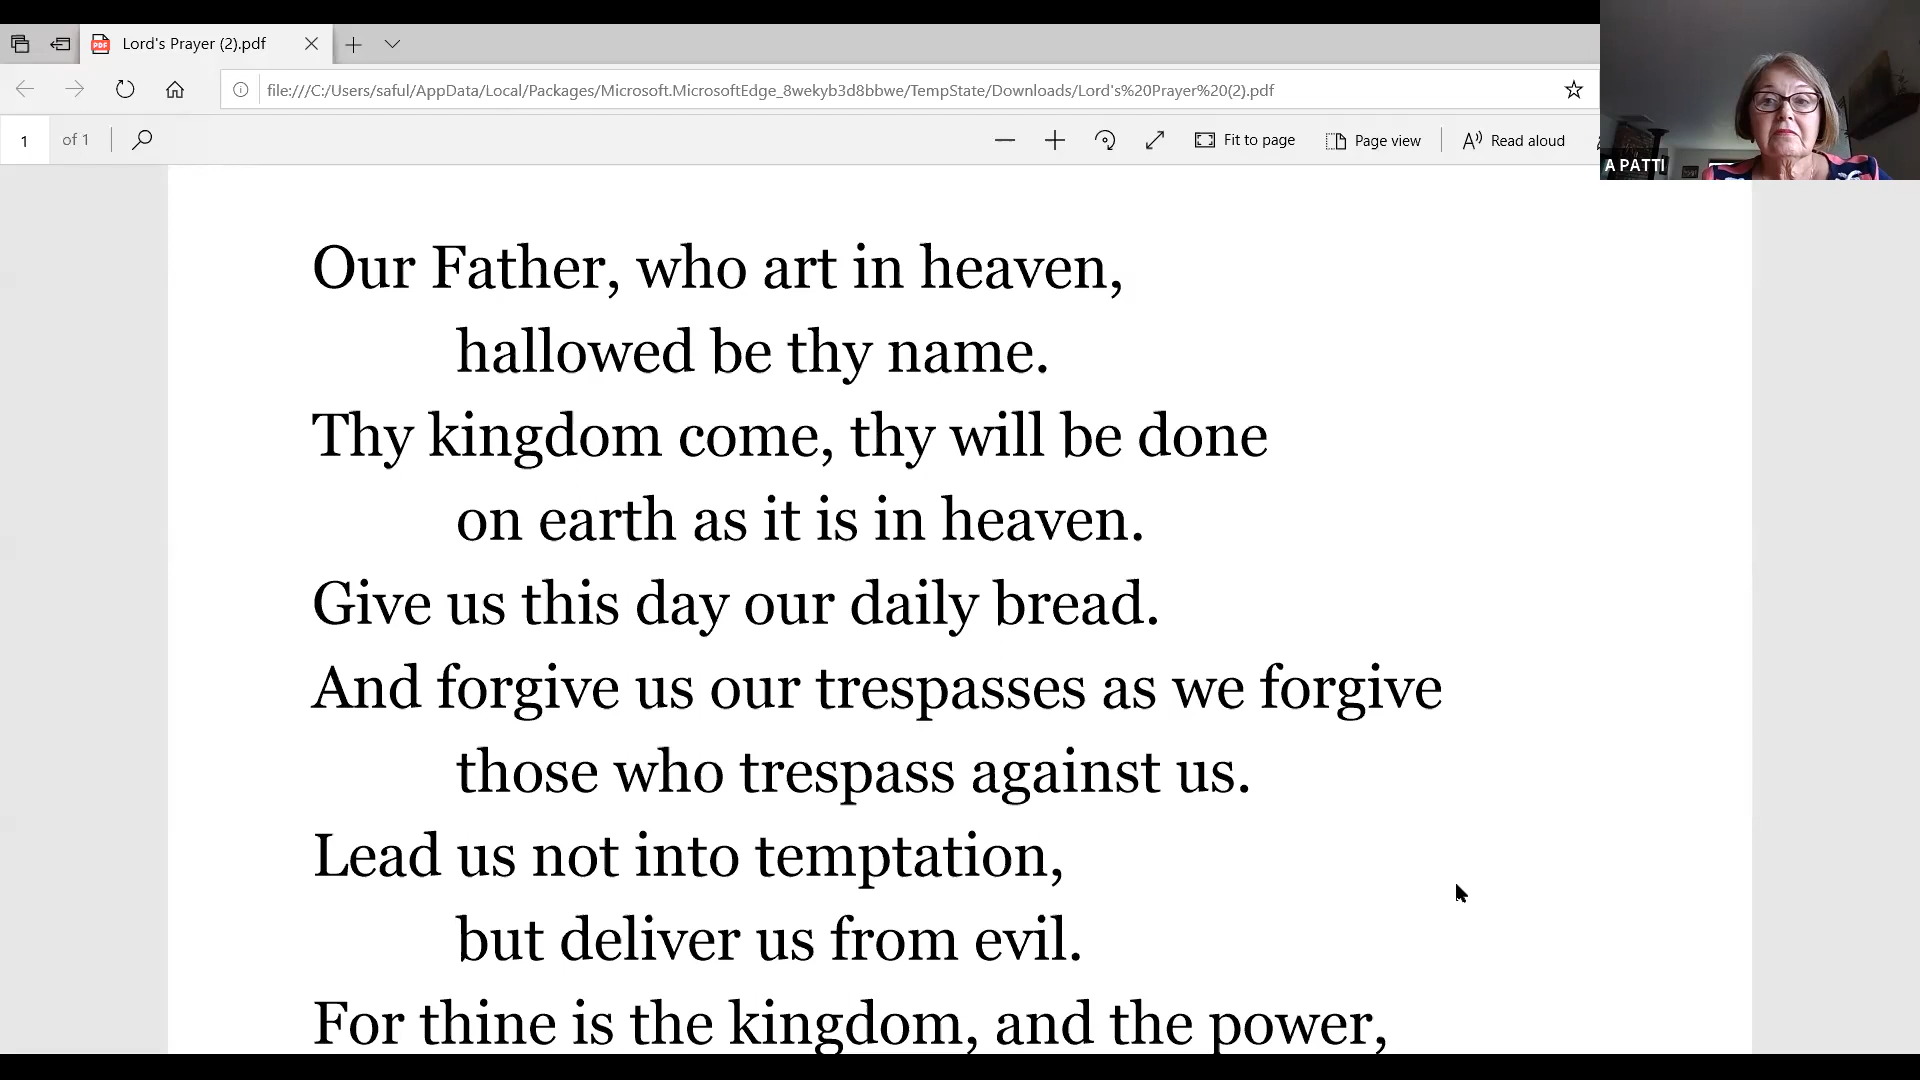 Lord's Prayer (2).pdf
file:///C:/Users/saful/AppData/Local/Packages/Microsoft.MicrosoftEdge_8wekyb3d8bbwe/TempState/Downloads/Lord's%20Prayer%20(2).pdf
1 of 1 Fit to page Page view Read aloud
A PATTI
Our Father, who art in heaven,
hallowed be thy name.
Thy kingdom come, thy will be done
on earth as it is in heaven.
Give us this day our daily bread.
And forgive us our trespasses as we forgive
those who trespass against us.
Lead us not into temptation,
but deliver us from evil.
For thine is the kingdom, and the power,